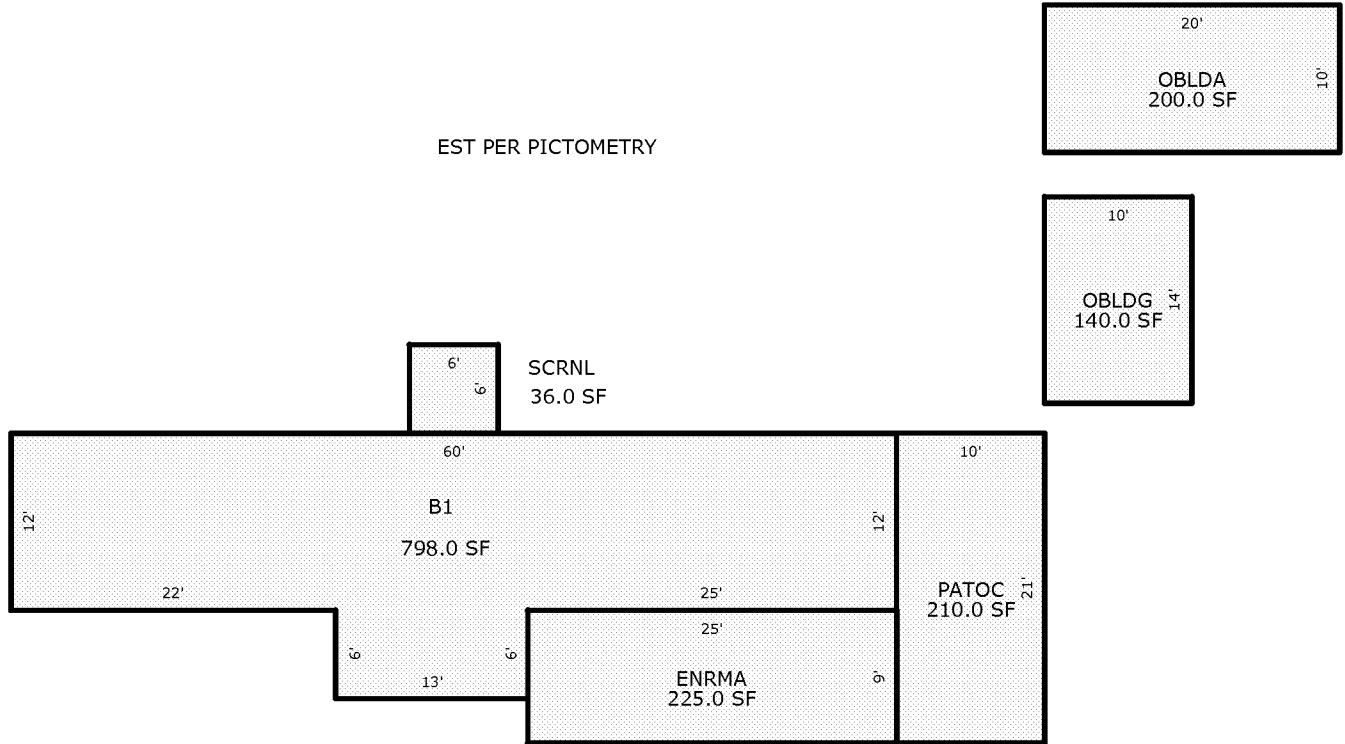 20'
OBLDA
200.0 SF
10'
EST PER PICTOMETRY
10'
OBLDG
140.0 SF
14'
6'
6'
SCRNL
36.0 SF
60'
10'
B1
798.0 SF
12'
12'
22'
25'
PATOC
210.0 SF
21'
25'
6'
6'
13'
ENRMA
225.0 SF
9'